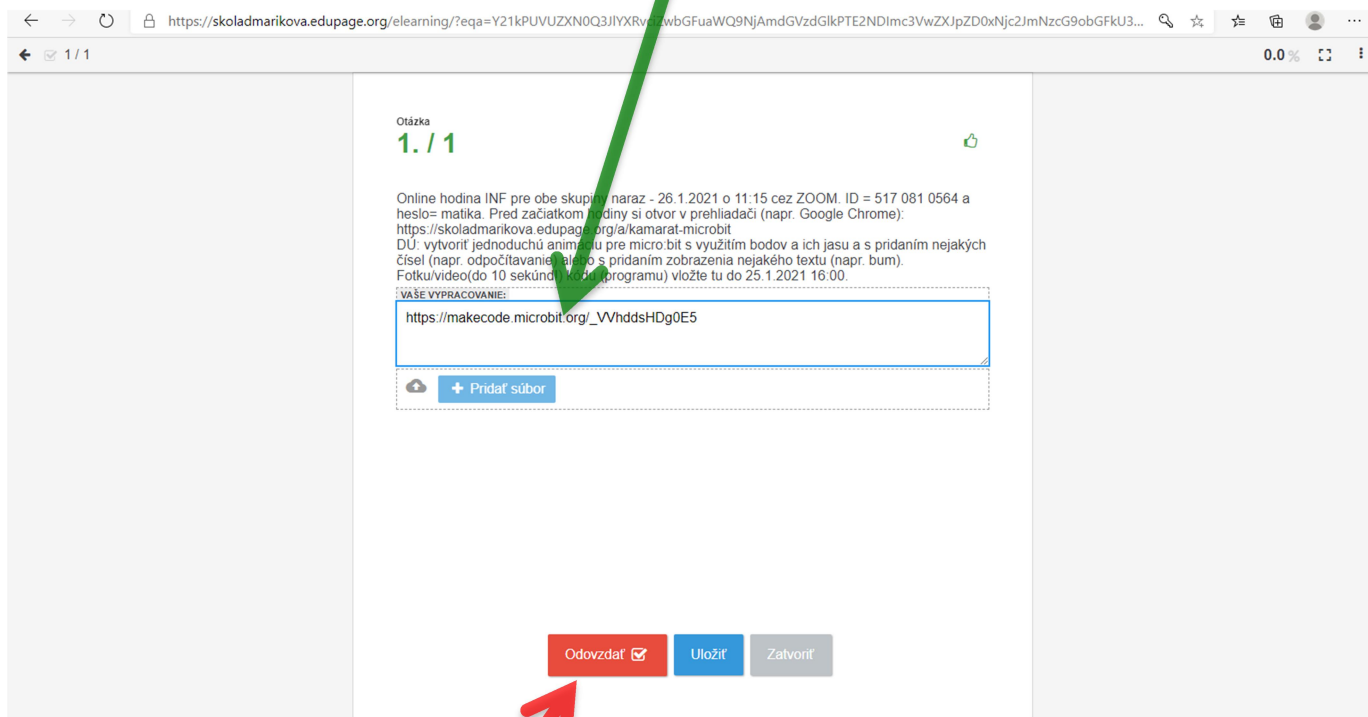 https://skoladmarikova.edupage.org/elearning/?eqa=
1 / 1
0.0 %
Otázka
1. / 1
Online hodina INF pre obe skupiny naraz - 26.1.2021 o 11:15 cez ZOOM. ID = 517 081 0564 a
heslo= matika. Pred začiatkom hodiny si otvor v prehliadači (napr. Google Chrome):
https://skoladmarikova.edupage.org/a/kamarat-microbit
DÚ: vytvoriť jednoduchú animáciu pre micro:bit s využitím bodov a ich jasu a s pridaním nejakých
čísel (napr. odpočítavanie) alebo s pridaním zobrazenia nejakého textu (napr. bum).
Fotku/video(do 10 sekúnd!) kódu (programu) vložte tu do 25.1.2021 16:00.
VAŠE VYPRACOVANIE:
https://makecode.microbit.org/_VVhddsHDg0E5
+ Pridať súbor
Odovzdať
Uložiť
Zatvoriť